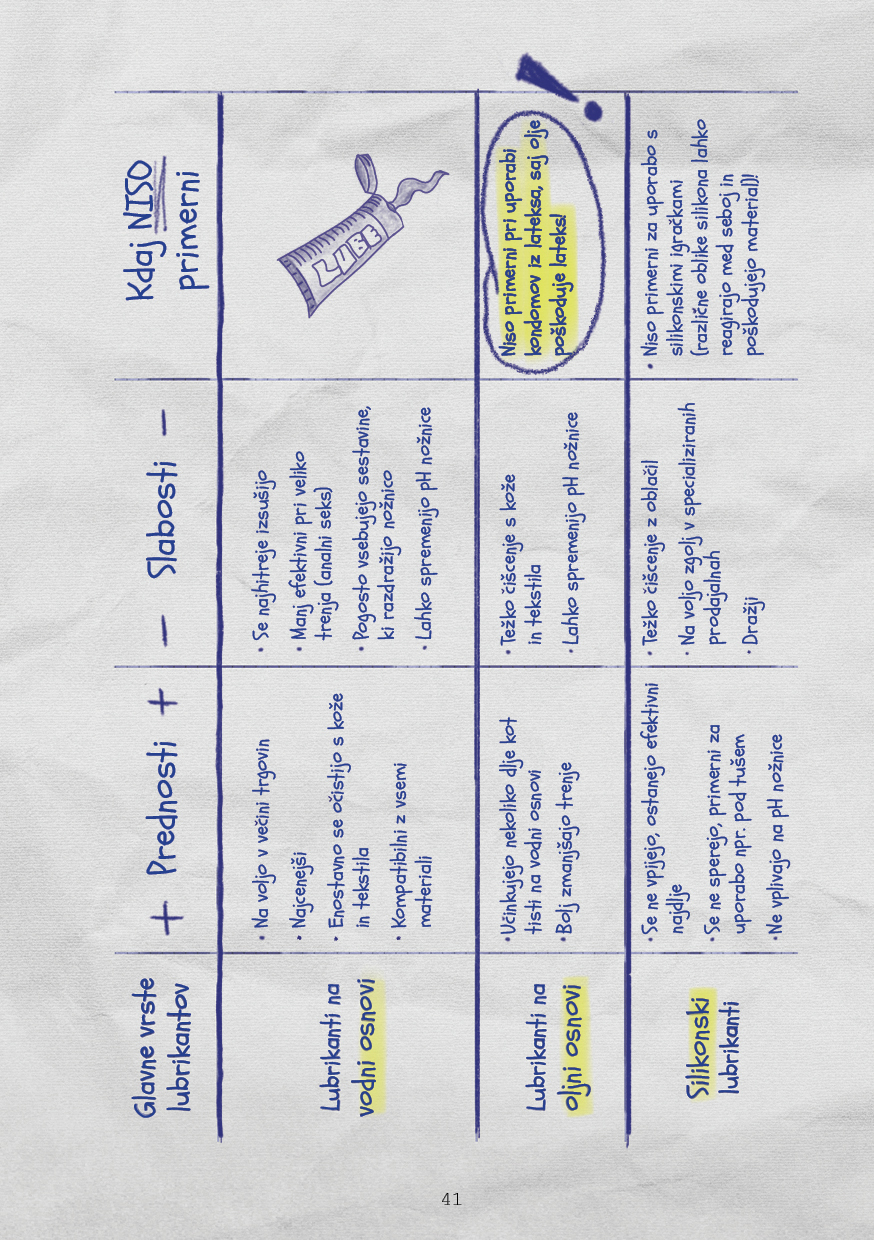 Glavne vrste
lubrikantov
+ Prednosti +
– Slabosti –
Kdaj NISO
primerni
Lubrikanti na
vodni osnovi
• Na voljo v večini trgovin
• Najcenejši
• Enostavno se očistijo s kože
in tekstila
• Kompatibilni z vsemi
materiali
• Se najhitreje izsušijo
• Manj efektivni pri veliko
trenja (analni seks)
• Pogosto vsebujejo sestavine,
ki razdražijo nožnico
• Lahko spremenijo pH nožnice
LUBE
Lubrikanti na
oljni osnovi
• Učinkujejo nekoliko dlje kot
tisti na vodni osnovi
• Bolj zmanjšajo trenje
• Težko čiščenje s kože
in tekstila
• Lahko spremenijo pH nožnice
Niso primerni pri uporabi
kondomov iz lateksa, saj olje
poškoduje lateks!
!
Silikonski
lubrikanti
• Se ne vpijejo, ostanejo efektivni
najdlje
• Se ne sperejo, primerni za
uporabo npr. pod tušem
• Ne vplivajo na pH nožnice
• Težko čiščenje z oblačil
• Na voljo zgolj v specializiranih
prodajalnah
• Dražji
• Niso primerni za uporabo s
silikonskimi igračkami
(različne oblike silikona lahko
reagirajo med seboj in
poškodujejo material)!
41